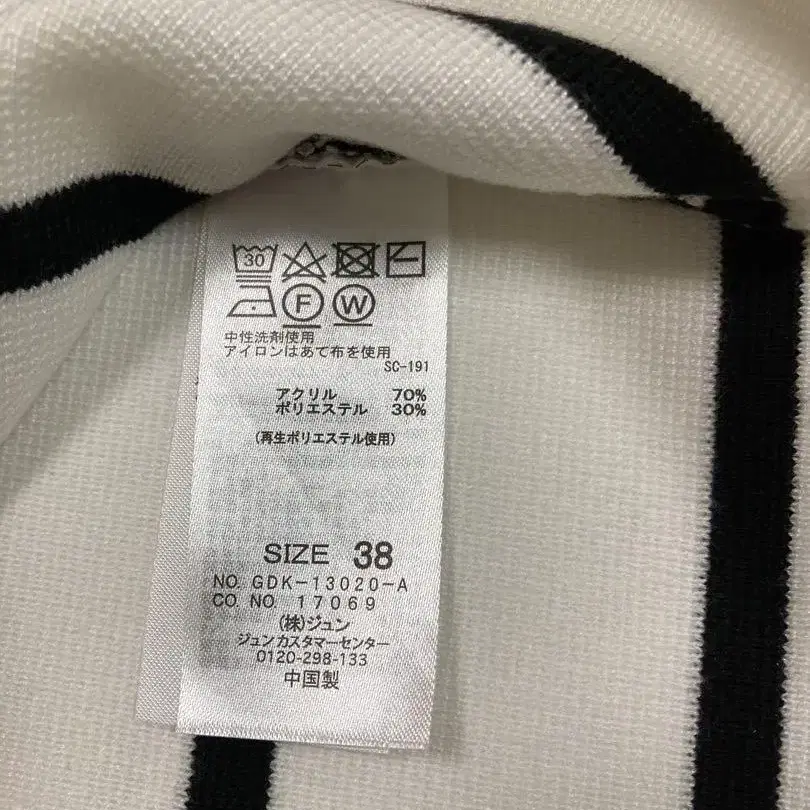 30
F W
中性洗剤使用
アイロンはあて布を使用
SC-191
アクリル 70%
ポリエステル 30%
(再生ポリエステル使用)
SIZE 38
NO. GDK-13020-A
CO. NO. 17069
(株)ジュン
ジュンカスタマーセンター
0120-298-133
中国製